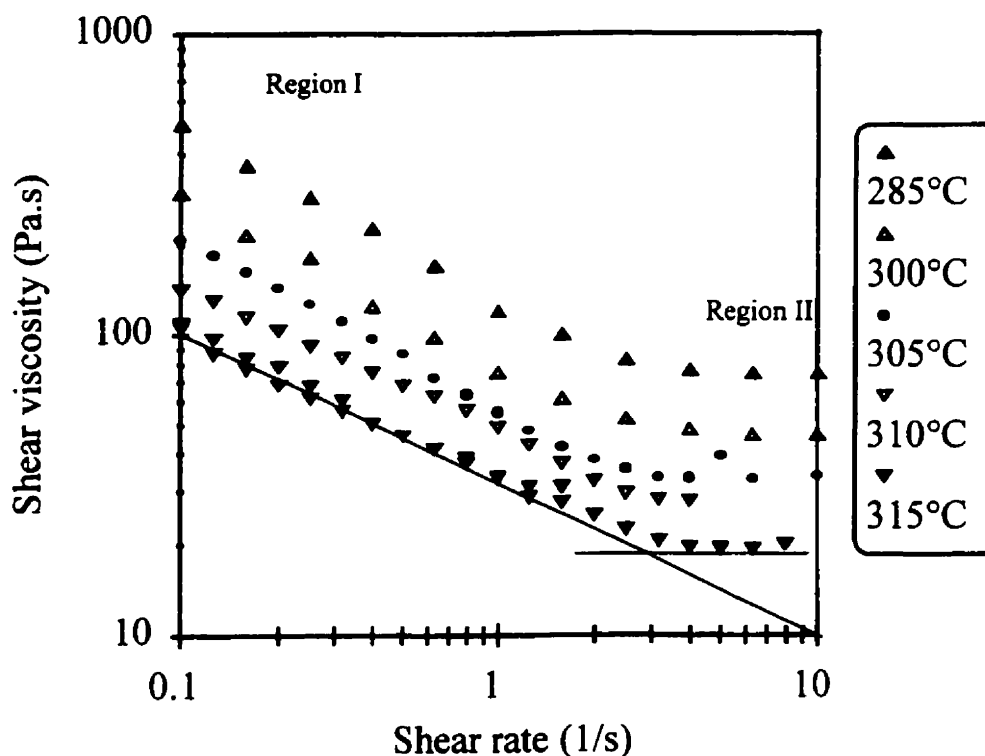 1000
100
10
Shear viscosity (Pa.s)
Region I
Region II
0.1
1
10
Shear rate (1/s)
285°C
300°C
305°C
310°C
315°C